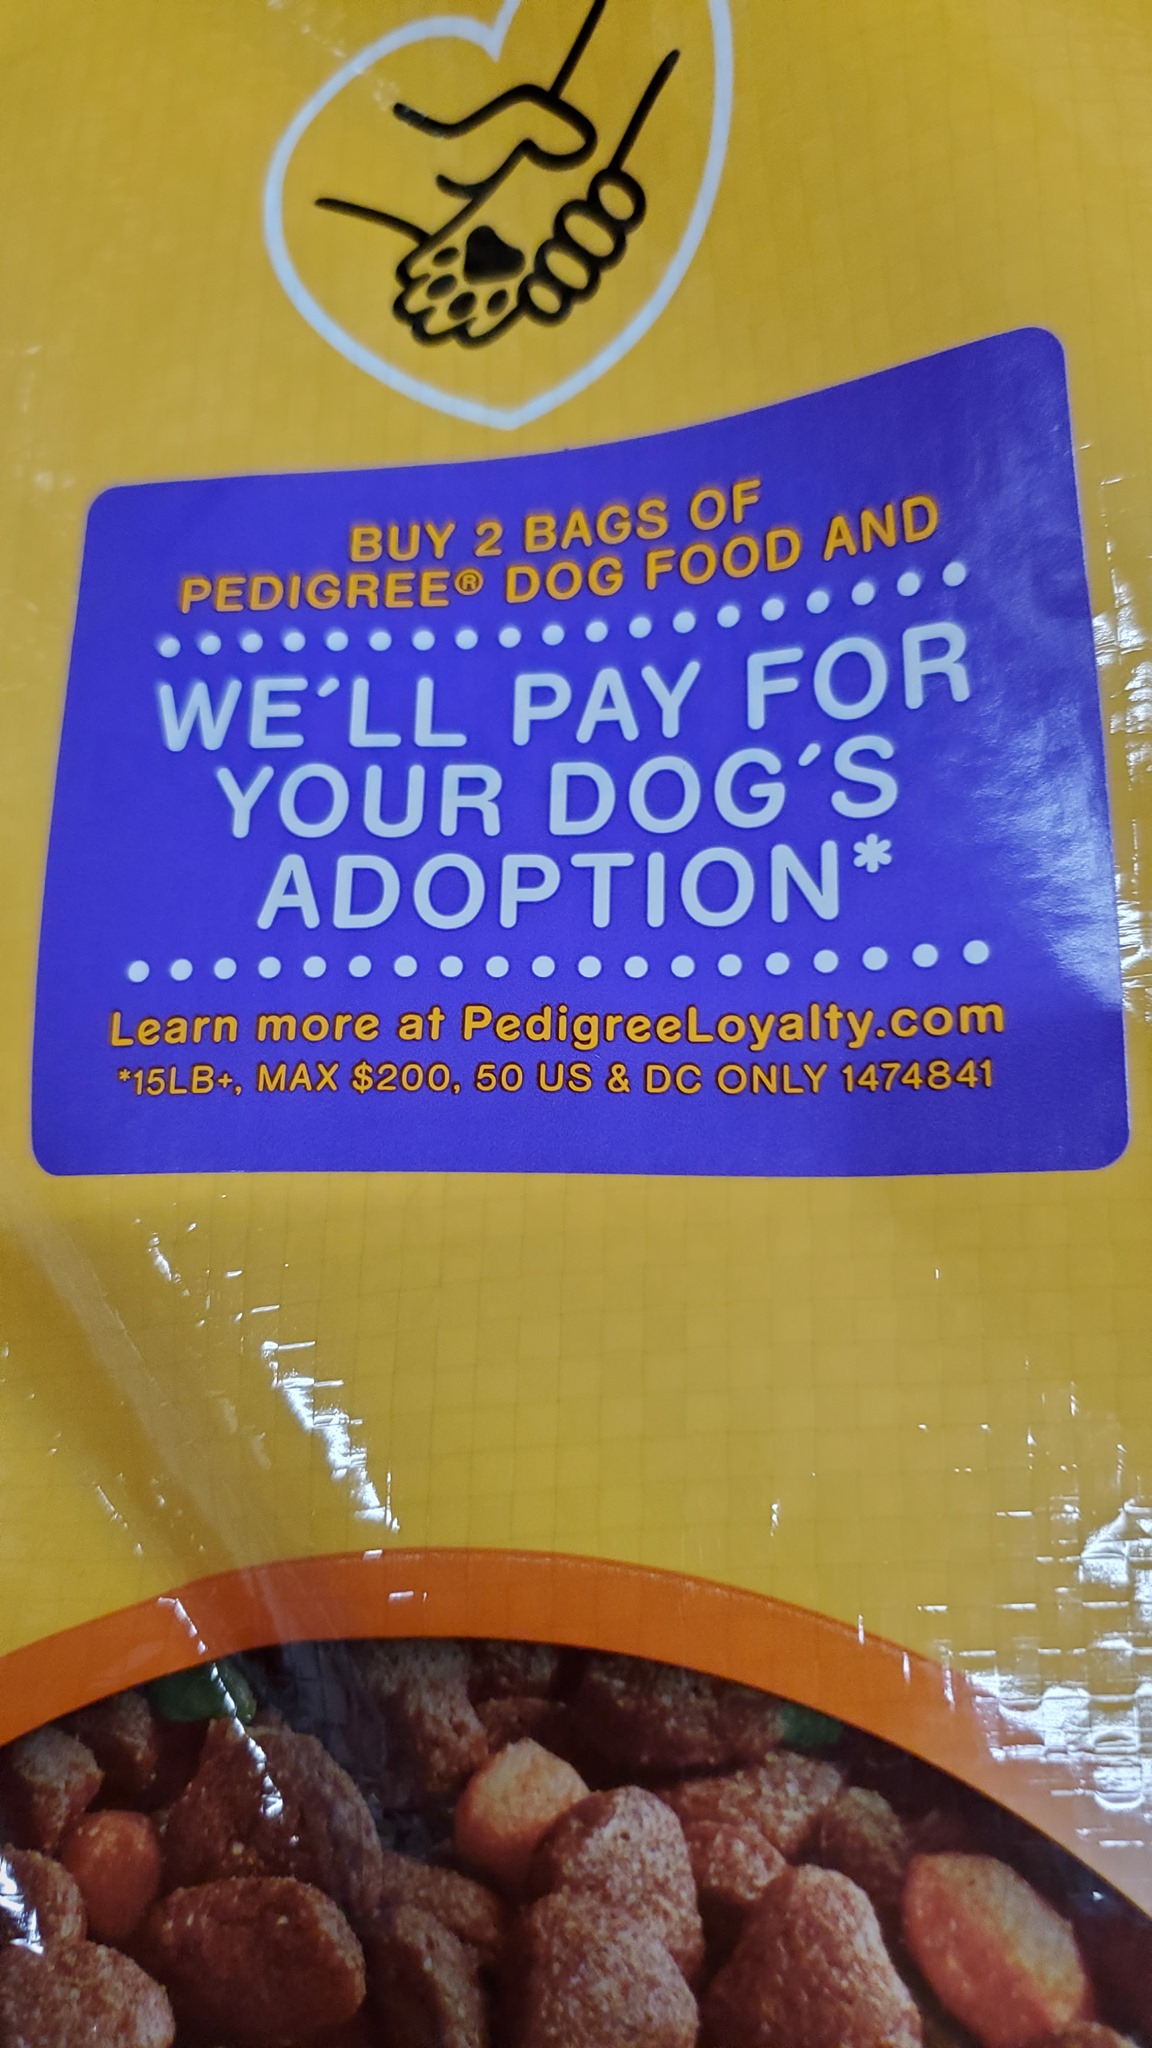 BUY 2 BAGS OF
PEDIGREE® DOG FOOD AND
WE´LL PAY FOR
YOUR DOG´S
ADOPTION*
Learn more at PedigreeLoyalty.com
*15LB+, MAX $200, 50 US & DC ONLY 1474841